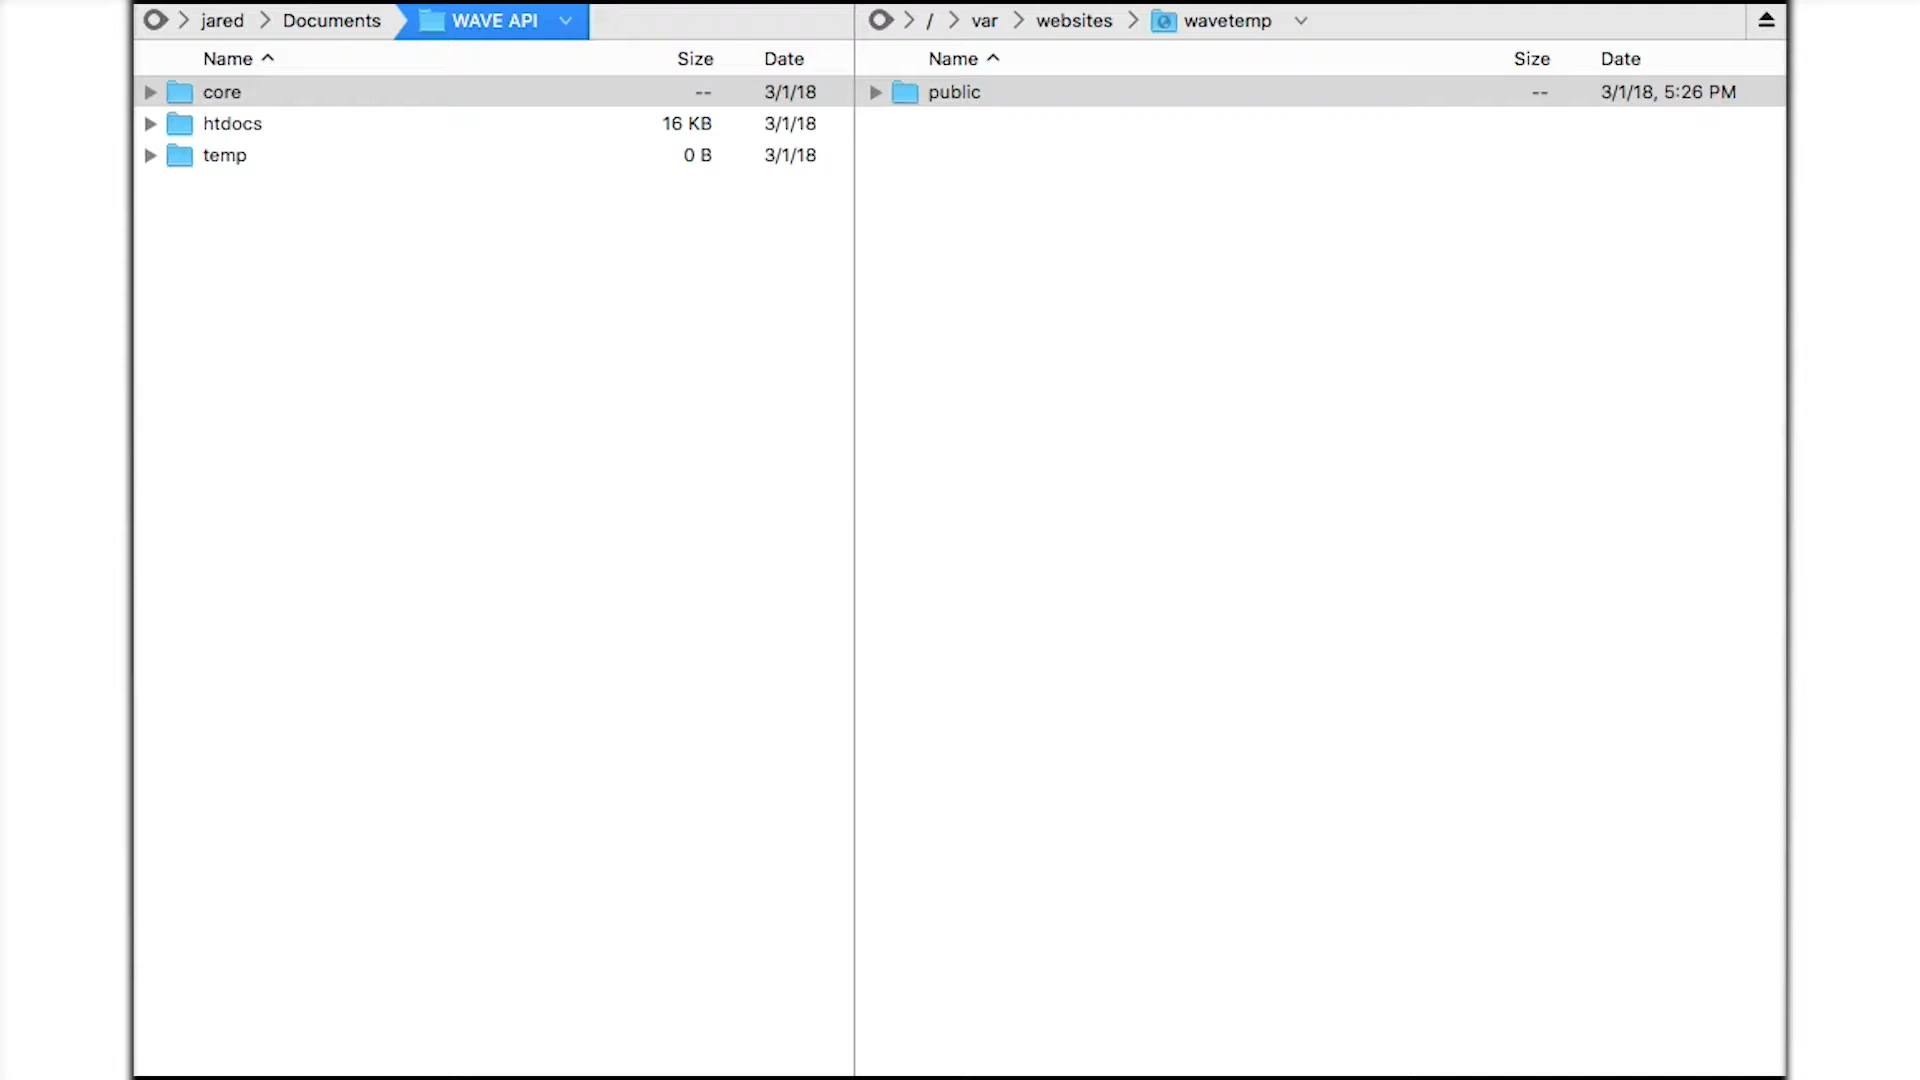 jared Documents WAVE API
Name Size Date
core -- 3/1/18
htdocs 16 KB 3/1/18
temp 0 B 3/1/18
/ var websites wavetemp
Name Size Date
public -- 3/1/18, 5:26 PM